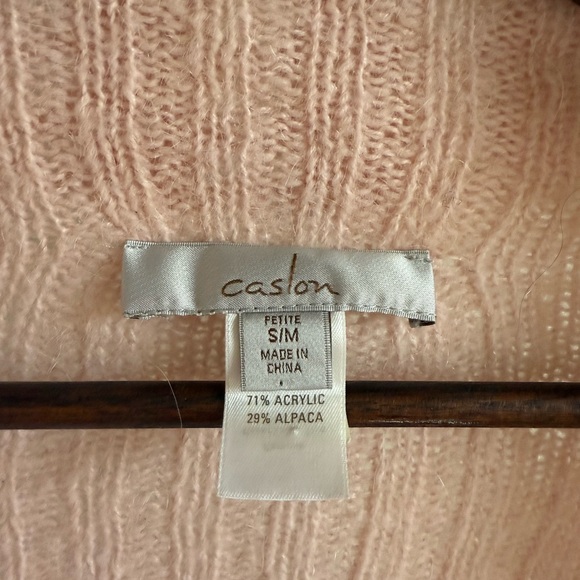 caslon
PETITE
S/M
MADE IN
CHINA
71% ACRYLIC
29% ALPACA